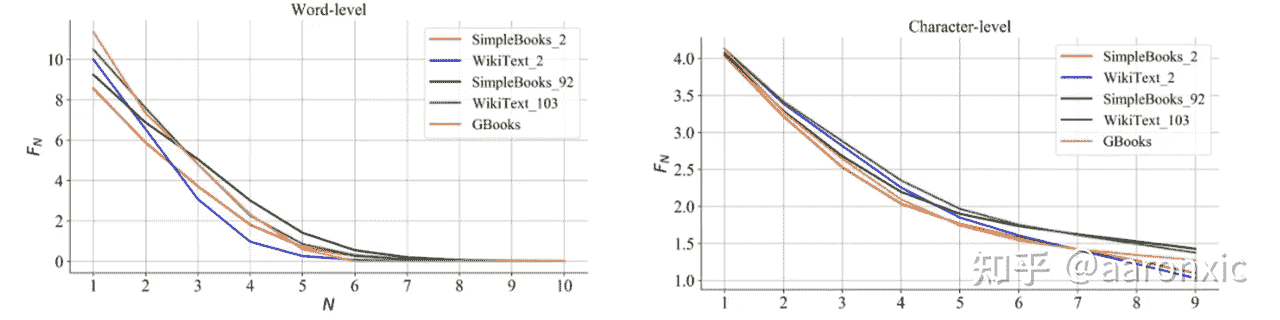 Word-level
SimpleBooks_2
WikiText_2
SimpleBooks_92
WikiText_103
GBooks
10
8
6
4
2
0
F_N
1 2 3 4 5 6 7 8 9 10
N
Character-level
SimpleBooks_2
WikiText_2
SimpleBooks_92
WikiText_103
GBooks
4.0
3.5
3.0
2.5
2.0
1.5
1.0
F_N
1 2 3 4 5 6 7 8 9
知乎 @aaronxic